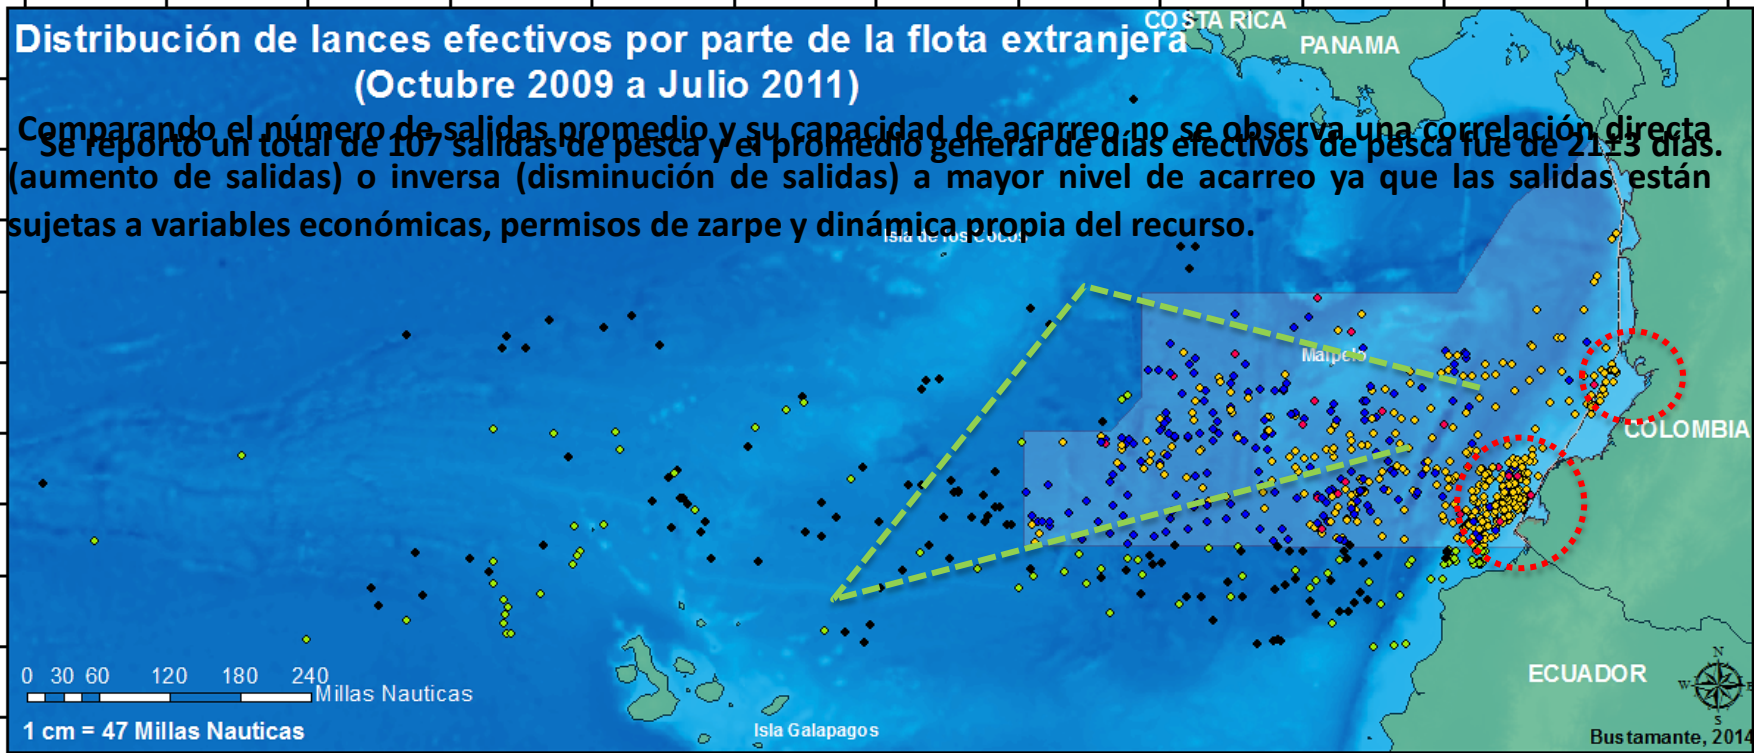 Distribución de lances efectivos por parte de la flota extranjera
(Octubre 2009 a Julio 2011)
COSTA RICA
PANAMA
Comparando el número de salidas promedio y su capacidad de acarreo no se observa una correlación directa
Se reportó un total de 107 salidas de pesca y el promedio general de días efectivos de pesca fue de 21±3 días.
(aumento de salidas) o inversa (disminución de salidas) a mayor nivel de acarreo ya que las salidas están
sujetas a variables económicas, permisos de zarpe y dinámica propia del recurso.
Isla de los Cocos
Malpelo
COLOMBIA
ECUADOR
0 30 60 120 180 240
Millas Nauticas
1 cm = 47 Millas Nauticas
Isla Galapagos
N
W E
S
Bustamante, 2014